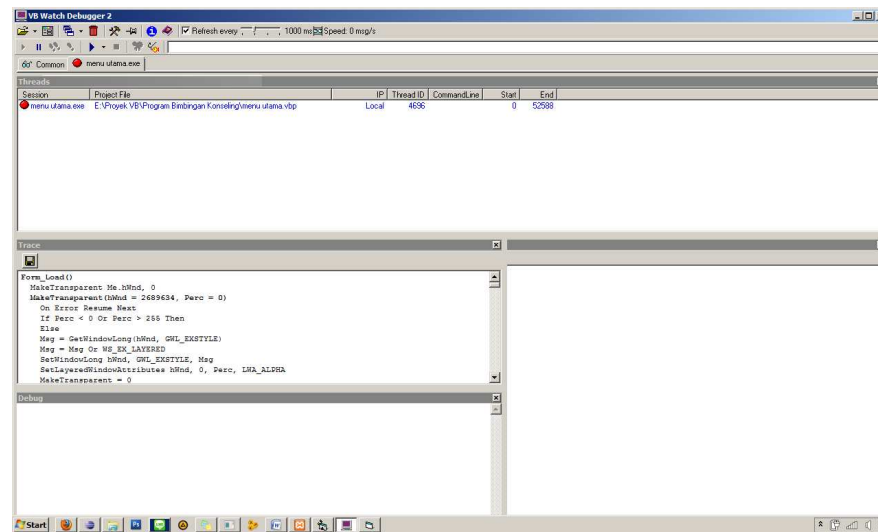 VB Watch Debugger 2
Refresh every 1000 ms Speed: 0 msg/s
Common menu utama.exe
Threads
Session Project File IP Thread ID CommandLine Start End
menu utama.exe E:\Proyek VB\Program Bimbingan Konseling\menu utama.vbp Local 4696 0 52588
Trace
Form_Load()
MakeTransparent Me.hWnd, 0
MakeTransparent(hWnd = 2689634, Perc = 0)
On Error Resume Next
If Perc < 0 Or Perc > 255 Then
Else
Msg = GetWindowLong(hWnd, GWL_EXSTYLE)
Msg = Msg Or WS_EX_LAYERED
SetWindowLong hWnd, GWL_EXSTYLE, Msg
SetLayeredWindowAttributes hWnd, 0, Perc, LWA_ALPHA
MakeTransparent = 0
Debug
Start